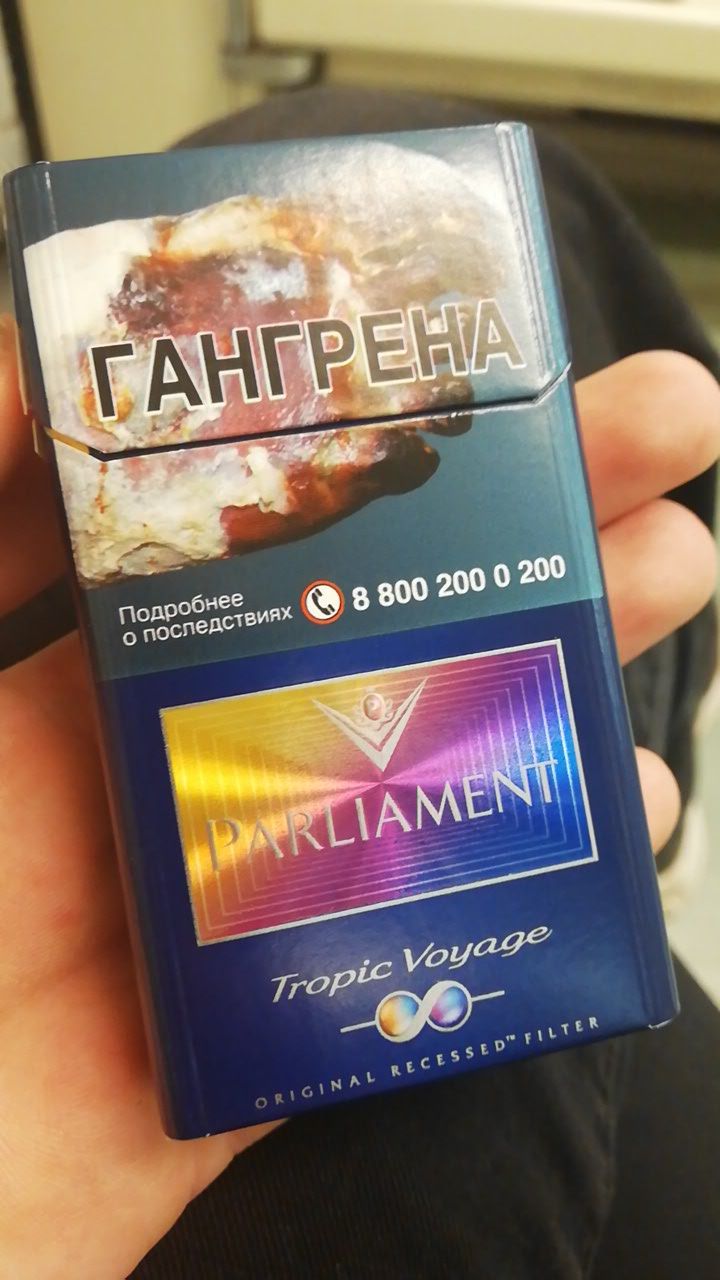 ГАНГРЕНА
Подробнее
о последствиях
8 800 200 0 200
PARLIAMENT
Tropic Voyage
ORIGINAL RECESSED™ FILTER